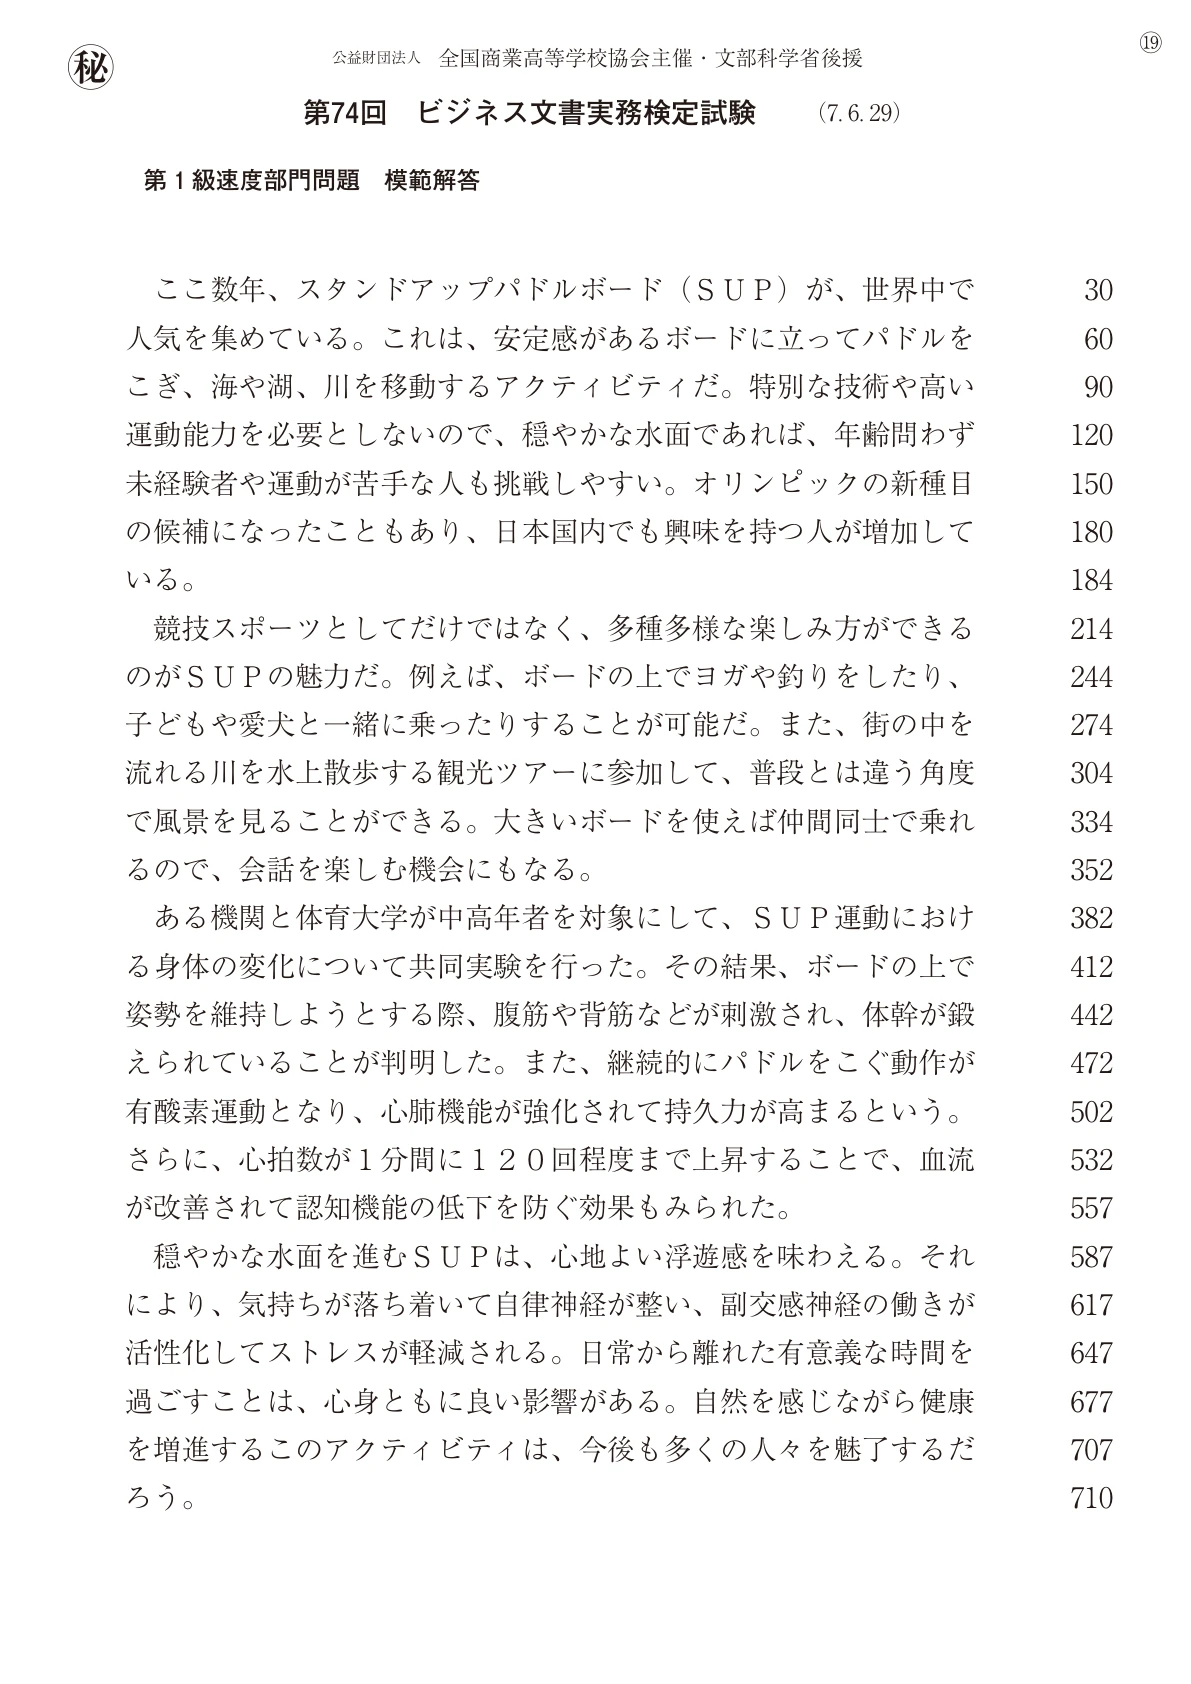 ㊙
公益財団法人　全国商業高等学校協会主催・文部科学省後援
⑲
第74回　ビジネス文書実務検定試験　（7. 6. 29）
第１級速度部門問題　模範解答
　ここ数年、スタンドアップパドルボード（ＳＵＰ）が、世界中で　30
人気を集めている。これは、安定感があるボードに立ってパドルを　60
こぎ、海や湖、川を移動するアクティビティだ。特別な技術や高い　90
運動能力を必要としないので、穏やかな水面であれば、年齢問わず　120
未経験者や運動が苦手な人も挑戦しやすい。オリンピックの新種目　150
の候補になったこともあり、日本国内でも興味を持つ人が増加して　180
いる。　184
　競技スポーツとしてだけではなく、多種多様な楽しみ方ができる　214
のがＳＵＰの魅力だ。例えば、ボードの上でヨガや釣りをしたり、　244
子どもや愛犬と一緒に乗ったりすることが可能だ。また、街の中を　274
流れる川を水上散歩する観光ツアーに参加して、普段とは違う角度　304
で風景を見ることができる。大きいボードを使えば仲間同士で乗れ　334
るので、会話を楽しむ機会にもなる。　352
　ある機関と体育大学が中高年者を対象にして、ＳＵＰ運動におけ　382
る身体の変化について共同実験を行った。その結果、ボードの上で　412
姿勢を維持しようとする際、腹筋や背筋などが刺激され、体幹が鍛　442
えられていることが判明した。また、継続的にパドルをこぐ動作が　472
有酸素運動となり、心肺機能が強化されて持久力が高まるという。　502
さらに、心拍数が１分間に１２０回程度まで上昇することで、血流　532
が改善されて認知機能の低下を防ぐ効果もみられた。　557
　穏やかな水面を進むＳＵＰは、心地よい浮遊感を味わえる。それ　587
により、気持ちが落ち着いて自律神経が整い、副交感神経の働きが　617
活性化してストレスが軽減される。日常から離れた有意義な時間を　647
過ごすことは、心身ともに良い影響がある。自然を感じながら健康　677
を増進するこのアクティビティは、今後も多くの人々を魅了するだ　707
ろう。　710